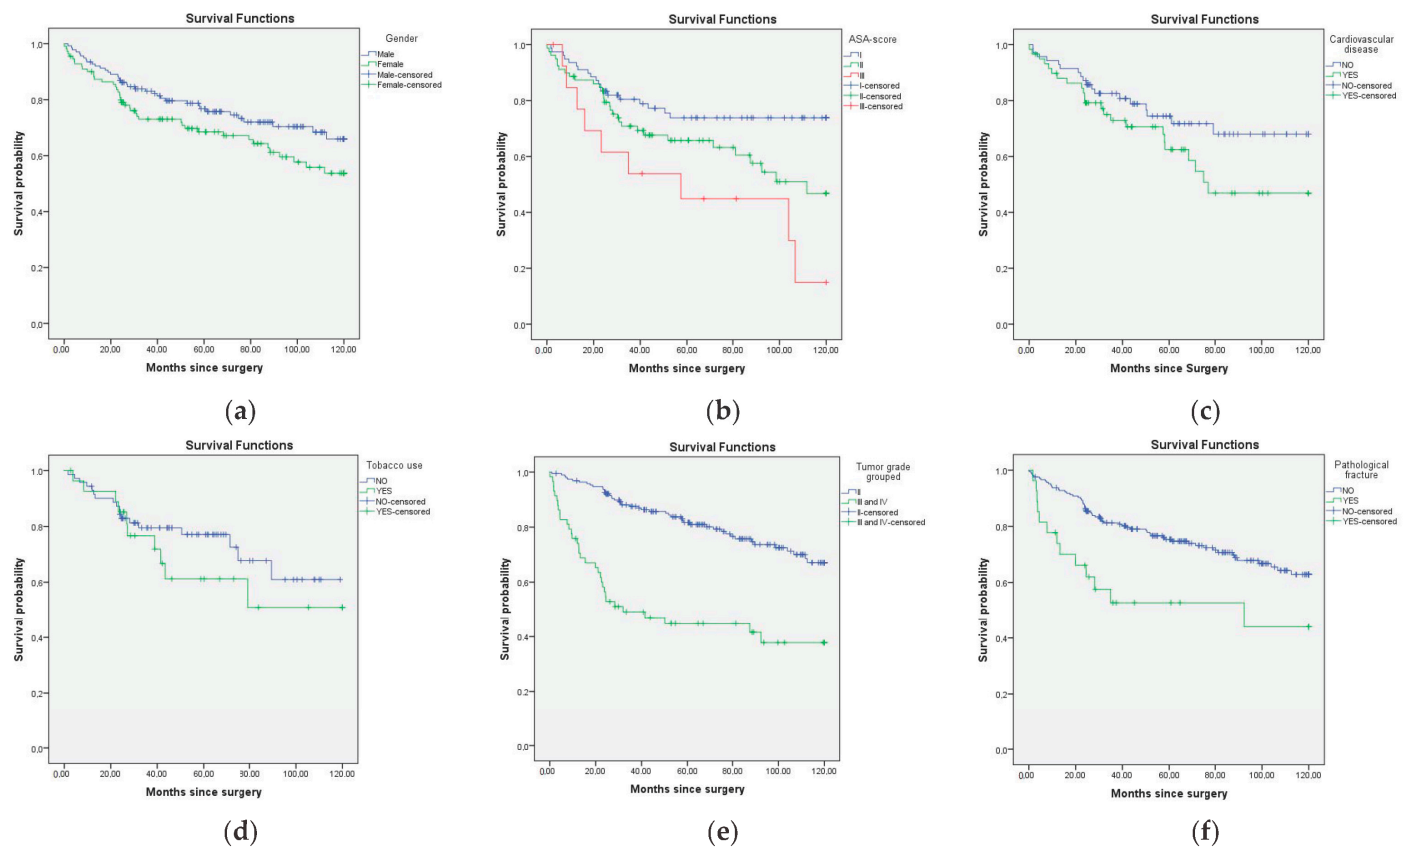 Survival Functions
Gender
Male
Female
Male-censored
Female-censored
Survival probability
1,0
0,8
0,6
0,4
0,2
0,0
0,00 20,00 40,00 60,00 80,00 100,00 120,00
Months since surgery
(a)
Survival Functions
ASA-score
I
II
III
I-censored
II-censored
III-censored
Survival probability
1,0
0,8
0,6
0,4
0,2
0,0
0,00 20,00 40,00 60,00 80,00 100,00 120,00
Months since surgery
(b)
Survival Functions
Cardiovascular
disease
NO
YES
NO-censored
YES-censored
Survival probability
1,0
0,8
0,6
0,4
0,2
0,0
0,00 20,00 40,00 60,00 80,00 100,00 120,00
Months since Surgery
(c)
Survival Functions
Tobacco use
NO
YES
NO-censored
YES-censored
Survival probability
1,0
0,8
0,6
0,4
0,2
0,0
0,00 20,00 40,00 60,00 80,00 100,00 120,00
Months since surgery
(d)
Survival Functions
Tumor grade
grouped
II
III and IV
II-censored
III and IV-censored
Survival probability
1,0
0,8
0,6
0,4
0,2
0,0
0,00 20,00 40,00 60,00 80,00 100,00 120,00
Months since surgery
(e)
Survival Functions
Pathological
fracture
NO
YES
NO-censored
YES-censored
Survival probability
1,0
0,8
0,6
0,4
0,2
0,0
0,00 20,00 40,00 60,00 80,00 100,00 120,00
Months since surgery
(f)